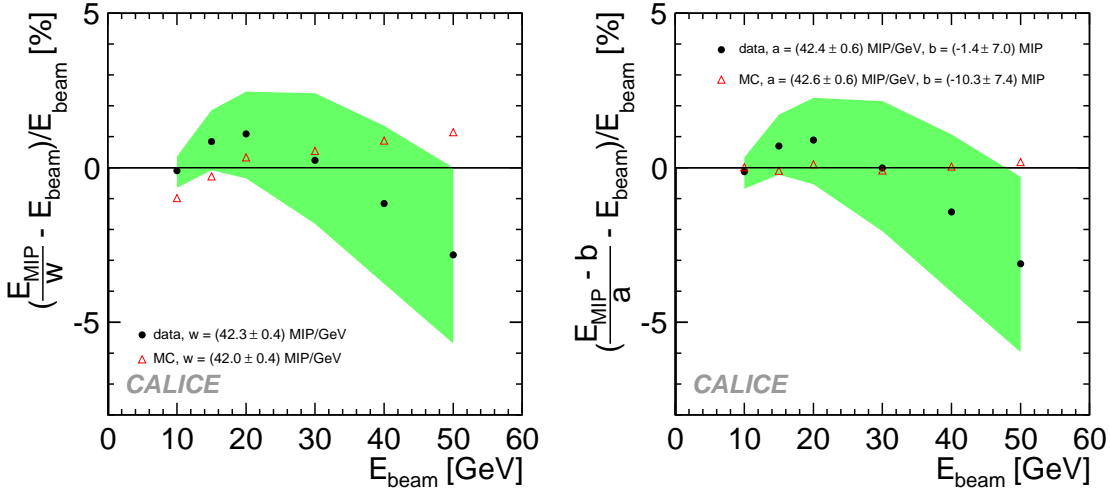 (E_MIP/w - E_beam)/E_beam [%]
5
0
-5
data, w = (42.3 ± 0.4) MIP/GeV
MC, w = (42.0 ± 0.4) MIP/GeV
CALICE
0 10 20 30 40 50 60
E_beam [GeV]
(E_MIP - b/a - E_beam)/E_beam [%]
5
0
-5
data, a = (42.4 ± 0.6) MIP/GeV, b = (-1.4 ± 7.0) MIP
MC, a = (42.6 ± 0.6) MIP/GeV, b = (-10.3 ± 7.4) MIP
CALICE
0 10 20 30 40 50 60
E_beam [GeV]